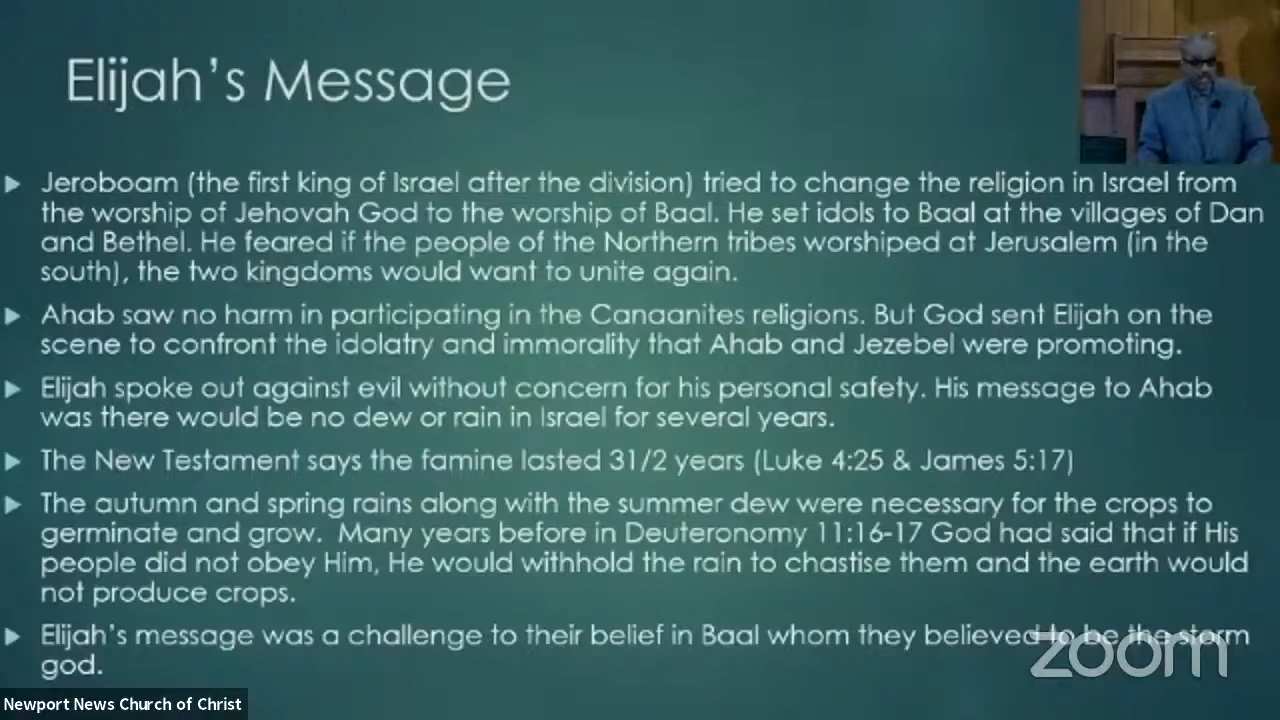 Elijah's Message
▶ Jeroboam (the first king of Israel after the division) tried to change the religion in Israel from
the worship of Jehovah God to the worship of Baal. He set idols to Baal at the villages of Dan
and Bethel. He feared if the people of the Northern tribes worshiped at Jerusalem (in the
south), the two kingdoms would want to unite again.
▶ Ahab saw no harm in participating in the Canaanites religions. But God sent Elijah on the
scene to confront the idolatry and immorality that Ahab and Jezebel were promoting.
▶ Elijah spoke out against evil without concern for his personal safety. His message to Ahab
was there would be no dew or rain in Israel for several years.
▶ The New Testament says the famine lasted 31/2 years (Luke 4:25 & James 5:17)
▶ The autumn and spring rains along with the summer dew were necessary for the crops to
germinate and grow.  Many years before in Deuteronomy 11:16-17 God had said that if His
people did not obey Him, He would withhold the rain to chastise them and the earth would
not produce crops.
▶ Elijah's message was a challenge to their belief in Baal whom they believed to be the storm
god.
zoom
Newport News Church of Christ